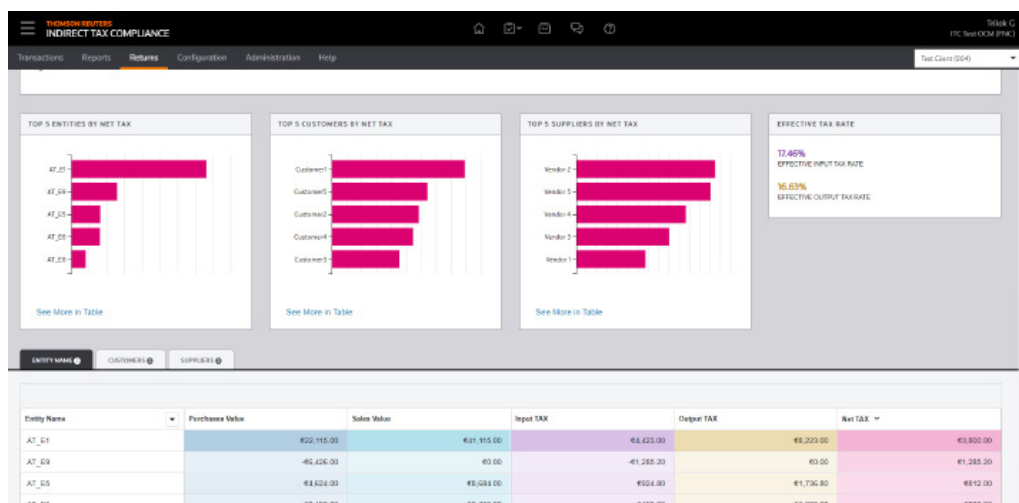 THOMSON REUTERS
INDIRECT TAX COMPLIANCE
Trilok G
ITC Test OCM (PNC)
Transactions Reports Returns Configuration Administration Help
Test Client (004)
TOP 5 ENTITIES BY NET TAX
AT_E1
AT_E9
AT_E5
See More in Table
TOP 5 CUSTOMERS BY NET TAX
Customer1
Customer5
Customer2
Customer4
Customer3
See More in Table
TOP 5 SUPPLIERS BY NET TAX
Vendor 2
Vendor 5
Vendor 4
Vendor 3
Vendor 1
See More in Table
EFFECTIVE TAX RATE
17.46%
EFFECTIVE INPUT TAX RATE
16.63%
EFFECTIVE OUTPUT TAX RATE
ENTITY NAME CUSTOMERS SUPPLIERS
Entity Name Purchases Value Sales Value Input TAX Output TAX Net TAX
AT_E1 €22,115.00 €41,115.00 €4,423.00 €8,223.00 €3,800.00
AT_E9 -€6,426.00 €0.00 -€1,285.20 €0.00 €1,285.20
AT_E5 €4,624.00 €8,684.00 €924.80 €1,736.80 €812.00